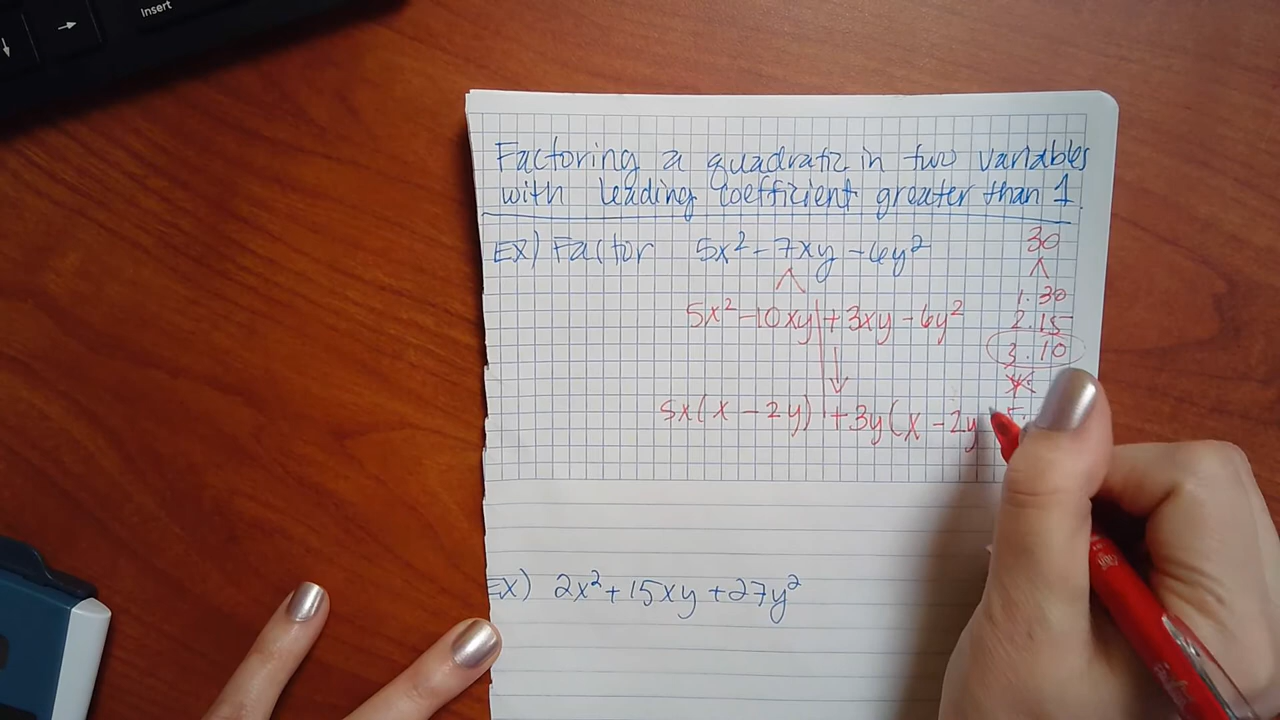 Insert
Factoring a quadratic in two variables
with leading coefficient greater than 1.
Ex) Factor 5x² - 7xy - 6y²
30
1·30
2·15
3·10
5x² - 10xy + 3xy - 6y²
5x(x - 2y) + 3y(x - 2y
5·
Ex) 2x² + 15xy + 27y²